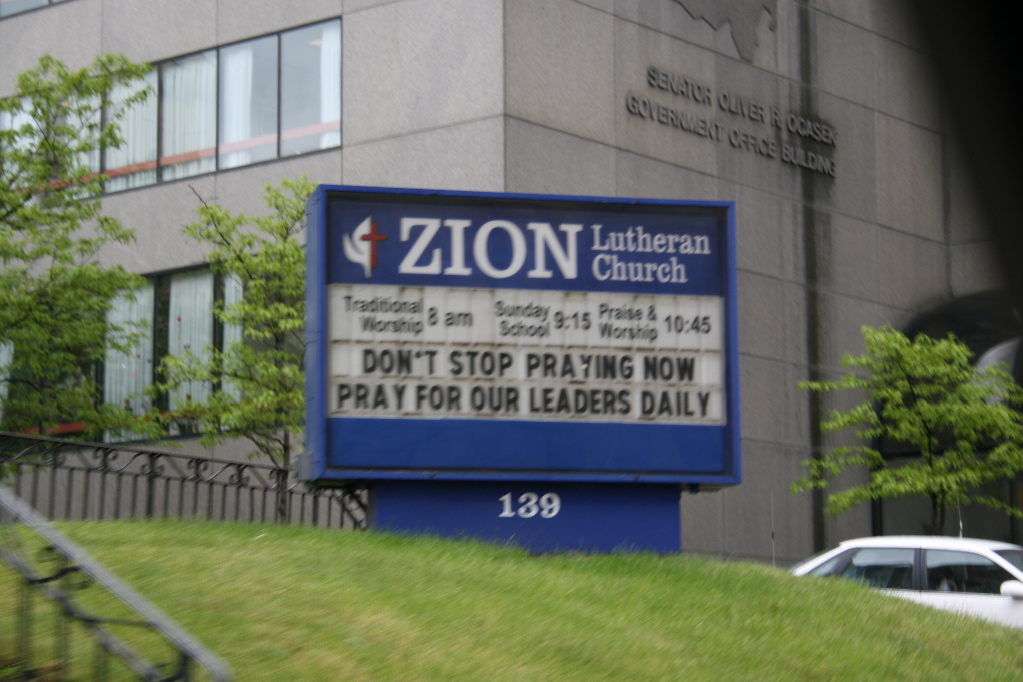 SENATOR OLIVER R. OCASEK
GOVERNMENT OFFICE BUILDING
ZION Lutheran Church
Traditional Worship 8 am Sunday School 9:15 Praise & Worship 10:45
DON'T STOP PRAYING NOW
PRAY FOR OUR LEADERS DAILY
139